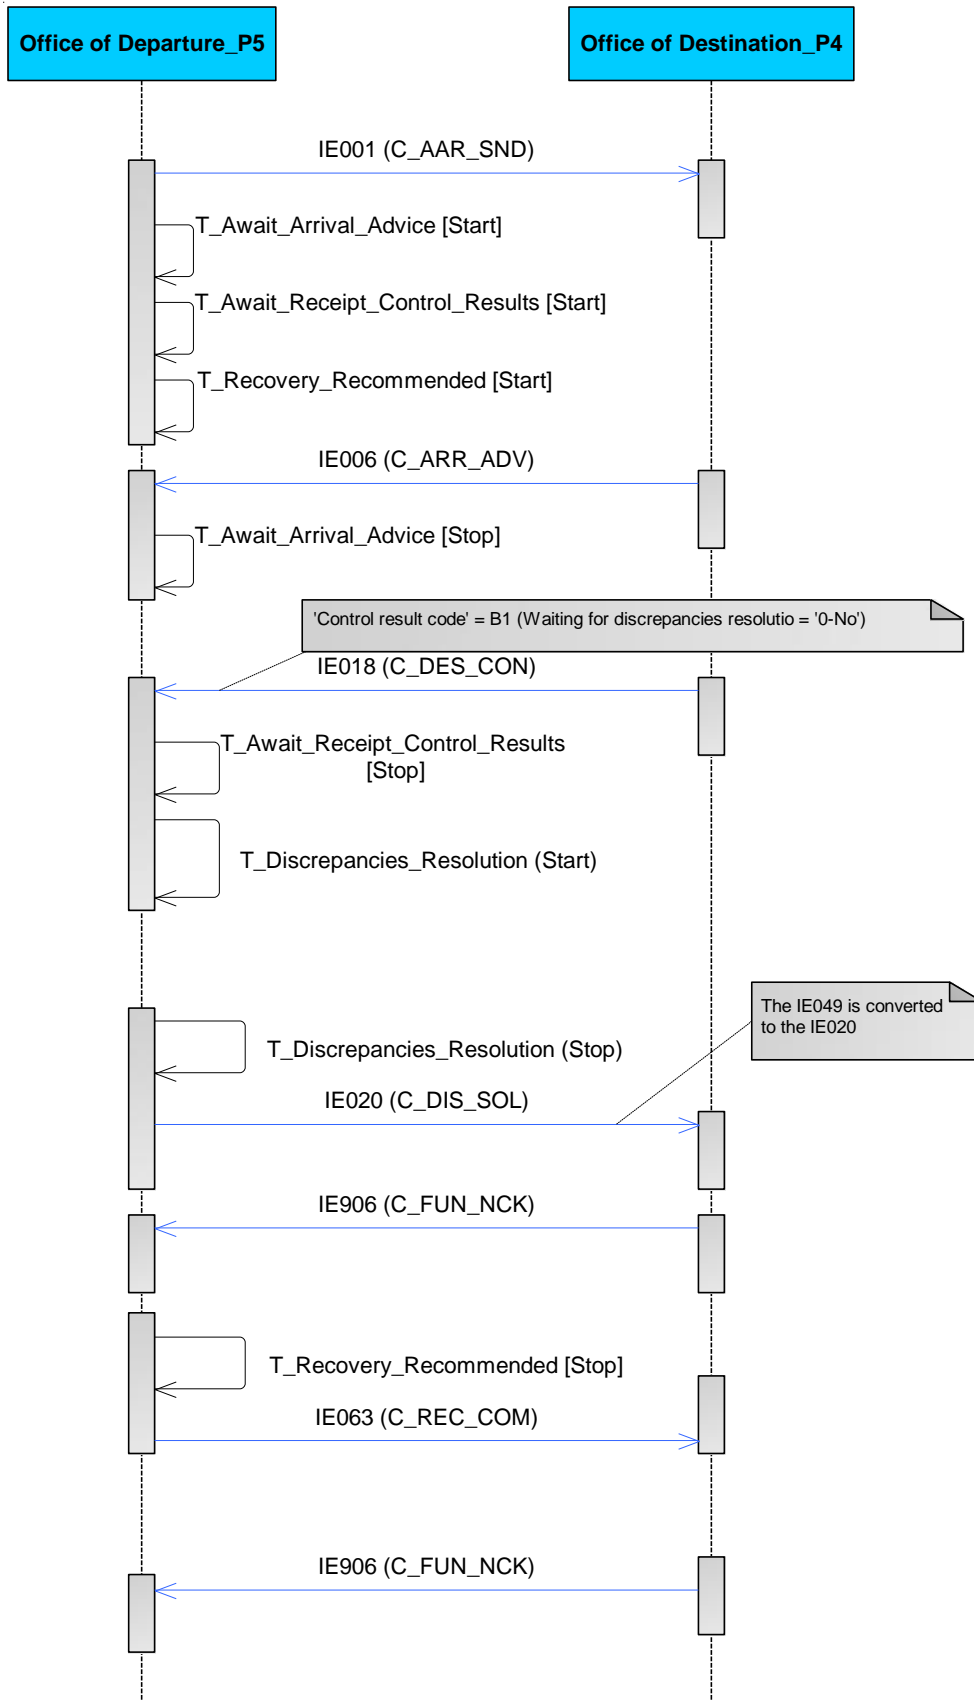 Office of Departure_P5
Office of Destination_P4
IE001 (C_AAR_SND)
T_Await_Arrival_Advice [Start]
T_Await_Receipt_Control_Results [Start]
T_Recovery_Recommended [Start]
IE006 (C_ARR_ADV)
T_Await_Arrival_Advice [Stop]
'Control result code' = B1 (Waiting for discrepancies resolutio = '0-No')
IE018 (C_DES_CON)
T_Await_Receipt_Control_Results
[Stop]
T_Discrepancies_Resolution (Start)
The IE049 is converted
to the IE020
T_Discrepancies_Resolution (Stop)
IE020 (C_DIS_SOL)
IE906 (C_FUN_NCK)
T_Recovery_Recommended [Stop]
IE063 (C_REC_COM)
IE906 (C_FUN_NCK)